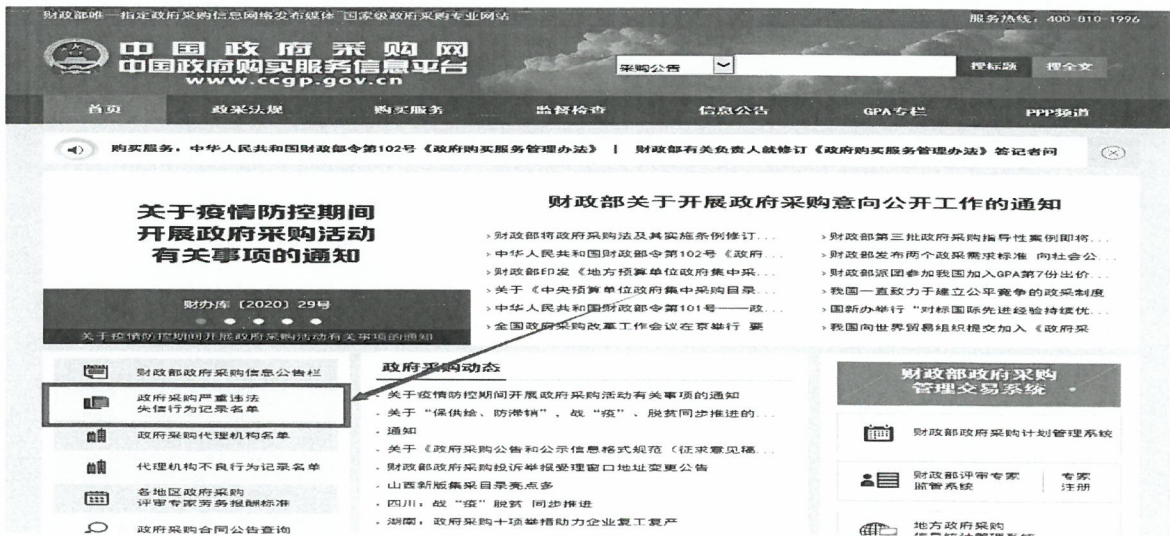 财政部唯一指定政府采购信息网络发布媒体 国家级政府采购专业网站
服务热线：400-810-1996
中国政府采购网
中国政府购买服务信息平台
www.ccgp.gov.cn
采购公告
搜标题 搜全文
首页 政采法规 购买服务 监督检查 信息公告 GPA专栏 PPP频道
购买服务，中华人民共和国财政部令第102号《政府购买服务管理办法》 | 财政部有关负责人就修订《政府购买服务管理办法》答记者问
关于疫情防控期间
开展政府采购活动
有关事项的通知
财办库〔2020〕29号
关于疫情防控期间开展政府采购活动有关事项的通知
财政部关于开展政府采购意向公开工作的通知
›财政部将政府采购法及其实施条例修订...
›中华人民共和国财政部令第102号《政府...
›财政部印发《地方预算单位政府集中采...
›关于《中央预算单位政府集中采购目录...
›中华人民共和国财政部令第101号——政...
›全国政府采购改革工作会议在京举行 要
›财政部第三批政府采购指导性案例即将...
›财政部发布两个政采需求标准 向社会公...
›财政部派团参加我国加入GPA第7份出价...
›我国一直致力于建立公平竞争的政采制度
›国新办举行“对标国际先进经验持续优...
›我国向世界贸易组织提交加入《政府采
财政部政府采购信息公告栏
政府采购严重违法
失信行为记录名单
政府采购代理机构名单
代理机构不良行为记录名单
各地区政府采购
评审专家劳务报酬标准
政府采购合同公告查询
政府采购动态
· 关于疫情防控期间开展政府采购活动有关事项的通知
· 关于“保供给、防滞销”，战“疫”、脱贫同步推进的...
· 通知
· 关于《政府采购公告和公示信息格式规范（征求意见稿...
· 财政部政府采购投诉举报受理窗口地址变更公告
· 山西新版集采目录亮点多
· 四川：战“疫”脱贫 同步推进
· 湖南：政府采购十项举措助力企业复工复产
财政部政府采购
管理交易系统
财政部政府采购计划管理系统
财政部评审专家
监管系统
专家
注册
地方政府采购
信息统计管理系统